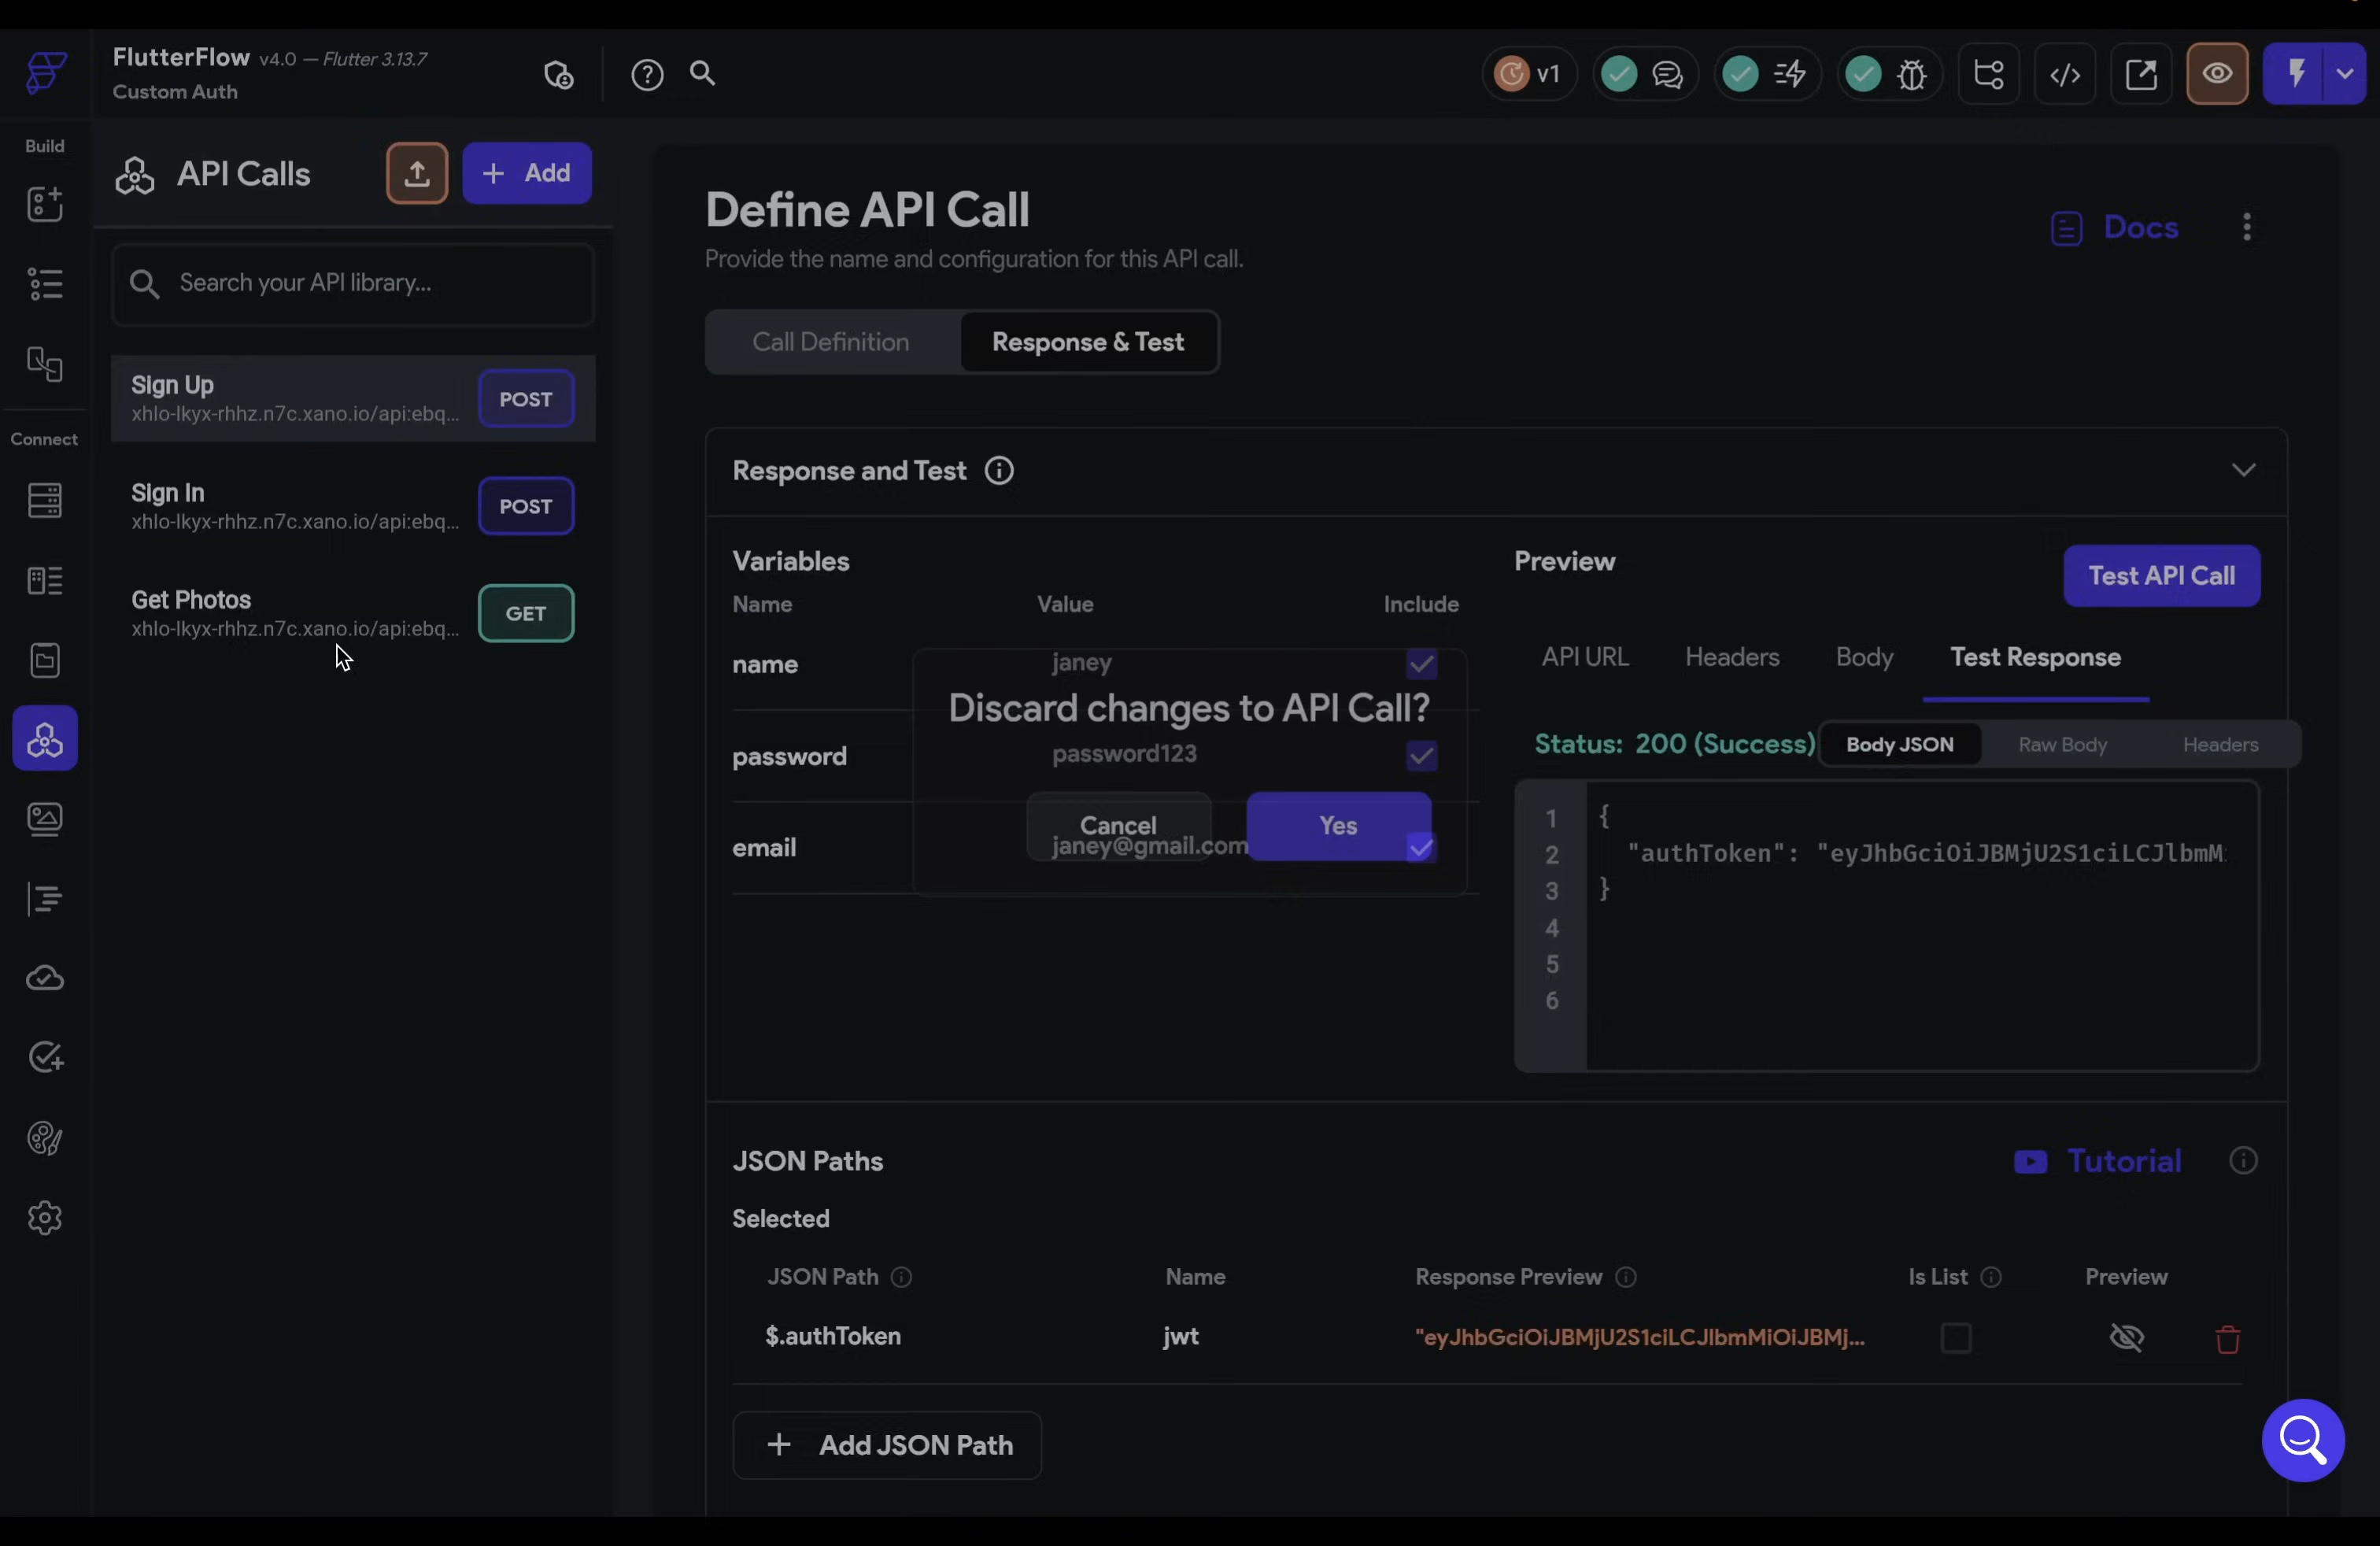 FlutterFlow v4.0 — Flutter 3.13.7
Custom Auth
v1
Build
Connect
API Calls
+ Add
Search your API library...
Sign Up
xhlo-lkyx-rhhz.n7c.xano.io/api:ebq...
POST
Sign In
xhlo-lkyx-rhhz.n7c.xano.io/api:ebq...
POST
Get Photos
xhlo-lkyx-rhhz.n7c.xano.io/api:ebq...
GET
Define API Call
Provide the name and configuration for this API call.
Docs
Call Definition
Response & Test
Response and Test
Variables
Name Value Include
name janey
password password123
email janey@gmail.com
Discard changes to API Call?
Cancel
Yes
Preview
Test API Call
API URL Headers Body Test Response
Status: 200 (Success)
Body JSON Raw Body Headers
1 {
2 "authToken": "eyJhbGciOiJBMjU2S1ciLCJlbmM
3 }
4
5
6
JSON Paths
Tutorial
Selected
JSON Path Name Response Preview Is List Preview
$.authToken jwt "eyJhbGciOiJBMjU2S1ciLCJlbmMiOiJBMj...
+ Add JSON Path